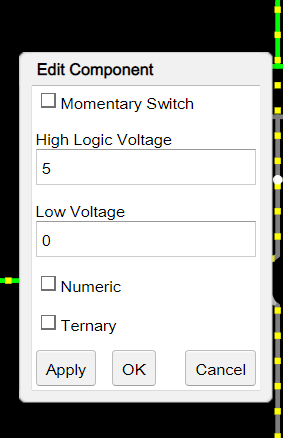 Edit Component
Momentary Switch
High Logic Voltage
5
Low Voltage
0
Numeric
Ternary
Apply OK Cancel